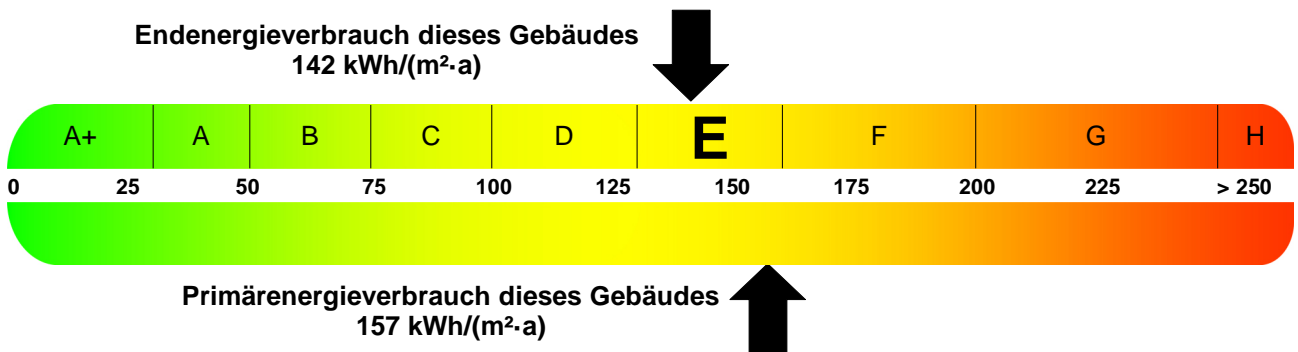 Endenergieverbrauch dieses Gebäudes
142 kWh/(m²·a)
A+ A B C D E F G H
0 25 50 75 100 125 150 175 200 225 > 250
Primärenergieverbrauch dieses Gebäudes
157 kWh/(m²·a)